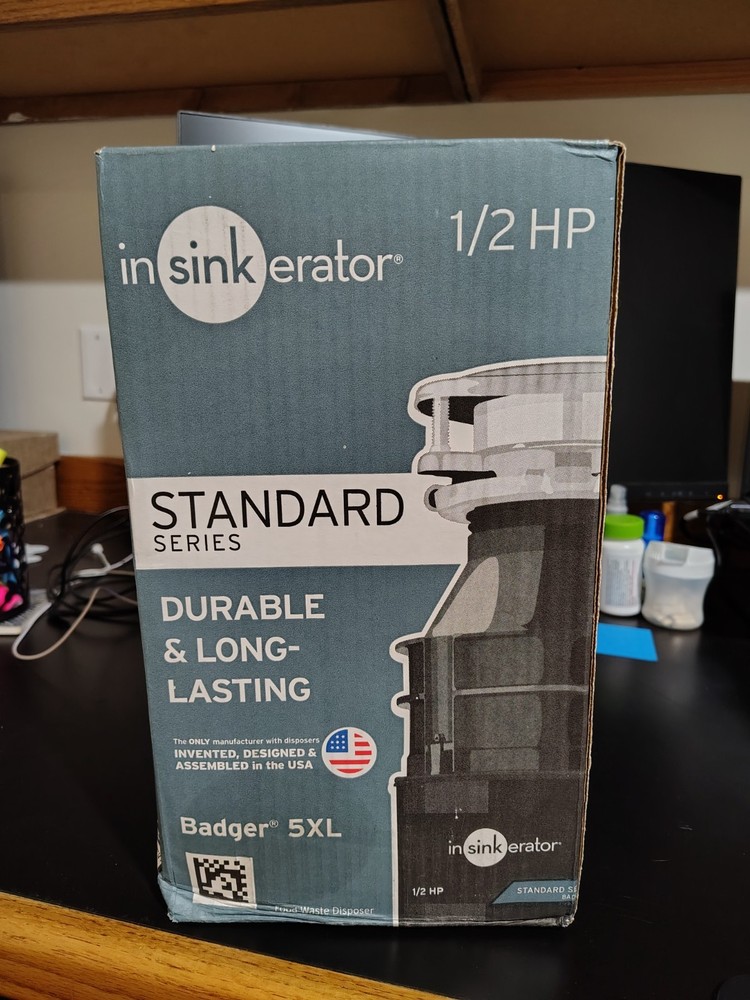 insinkerator®
1/2 HP
STANDARD
SERIES
DURABLE
& LONG-
LASTING
The ONLY manufacturer with disposers
INVENTED, DESIGNED &
ASSEMBLED in the USA
Badger® 5XL
Food Waste Disposer
insinkerator®
1/2 HP
STANDARD